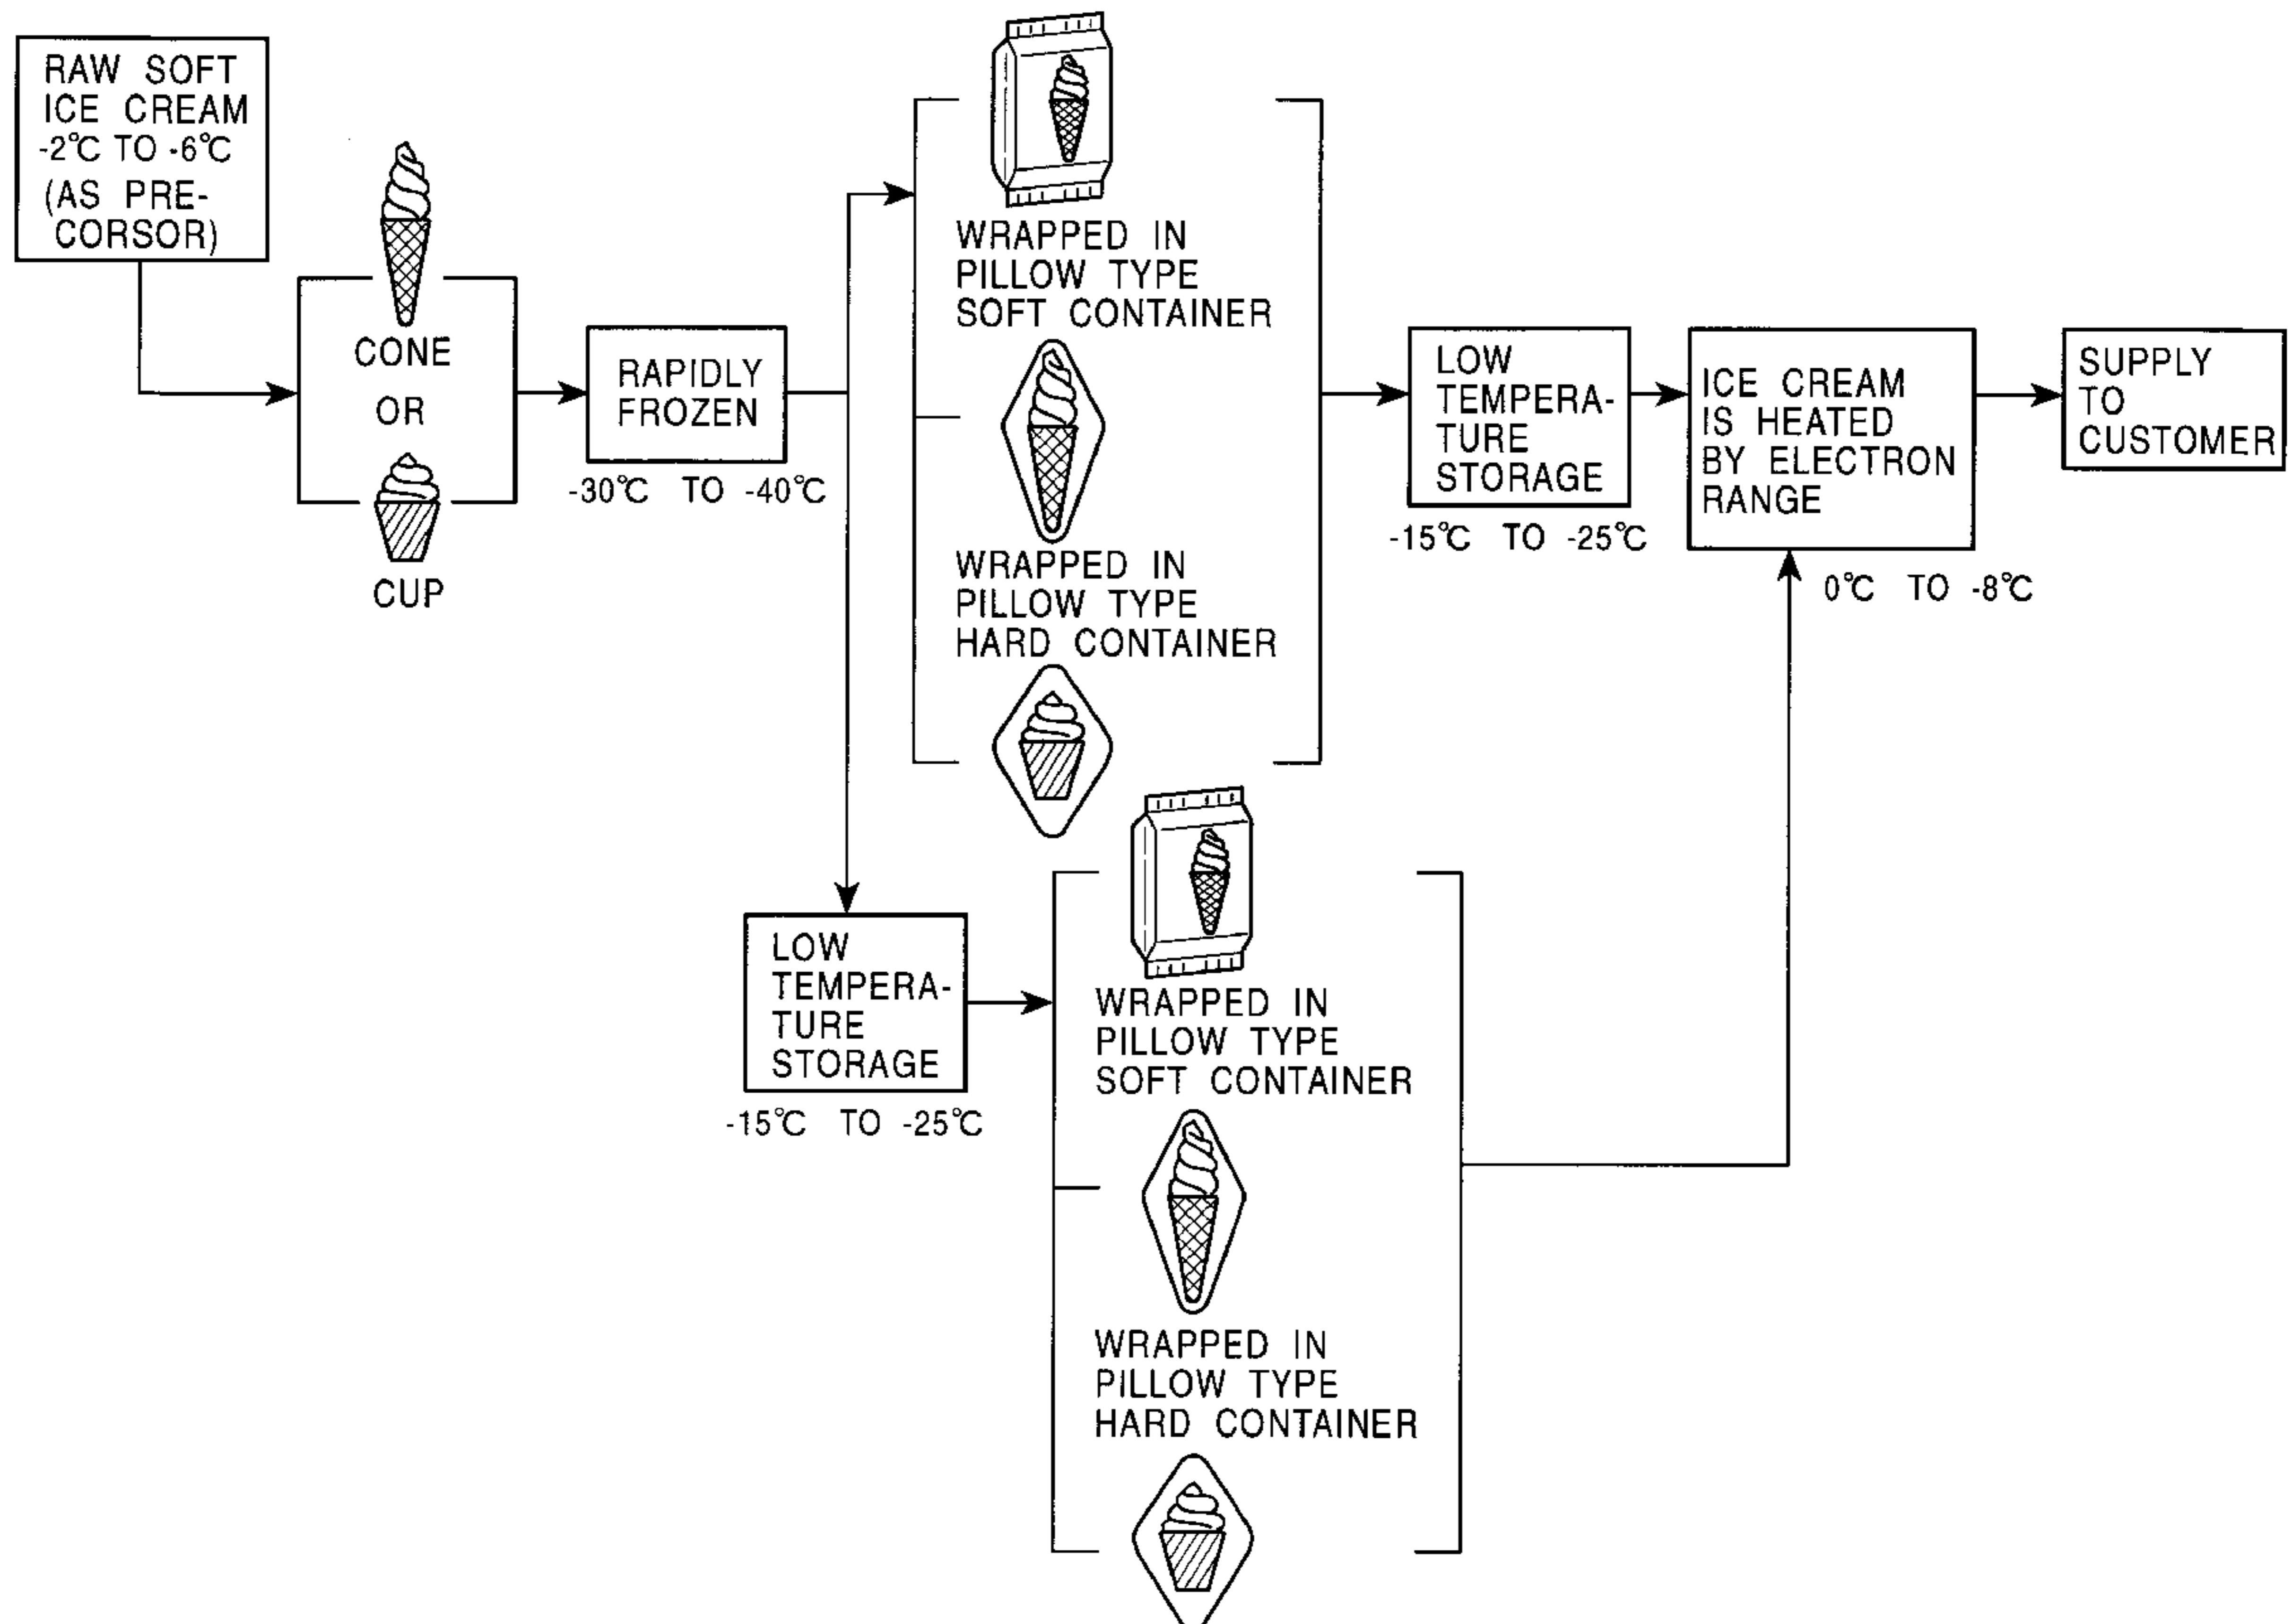 RAW SOFT
ICE CREAM
-2°C TO -6°C
(AS PRE-
CORSOR)
CONE
OR
CUP
RAPIDLY
FROZEN
-30°C TO -40°C
WRAPPED IN
PILLOW TYPE
SOFT CONTAINER
WRAPPED IN
PILLOW TYPE
HARD CONTAINER
LOW
TEMPERA-
TURE
STORAGE
-15°C TO -25°C
ICE CREAM
IS HEATED
BY ELECTRON
RANGE
0°C TO -8°C
SUPPLY
TO
CUSTOMER
LOW
TEMPERA-
TURE
STORAGE
-15°C TO -25°C
WRAPPED IN
PILLOW TYPE
SOFT CONTAINER
WRAPPED IN
PILLOW TYPE
HARD CONTAINER